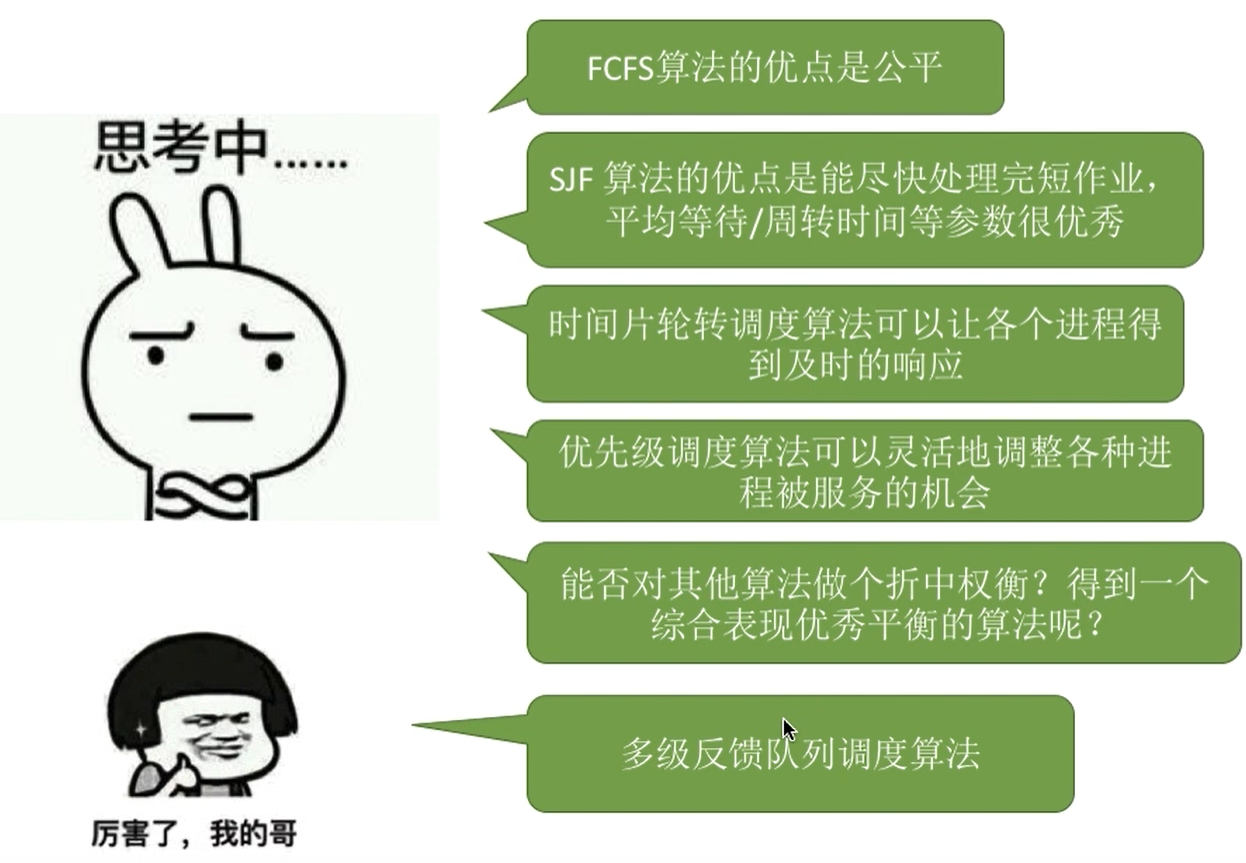 FCFS算法的优点是公平
思考中……
SJF 算法的优点是能尽快处理完短作业，
平均等待/周转时间等参数很优秀
时间片轮转调度算法可以让各个进程得
到及时的响应
优先级调度算法可以灵活地调整各种进
程被服务的机会
能否对其他算法做个折中权衡？得到一个
综合表现优秀平衡的算法呢？
多级反馈队列调度算法
厉害了，我的哥